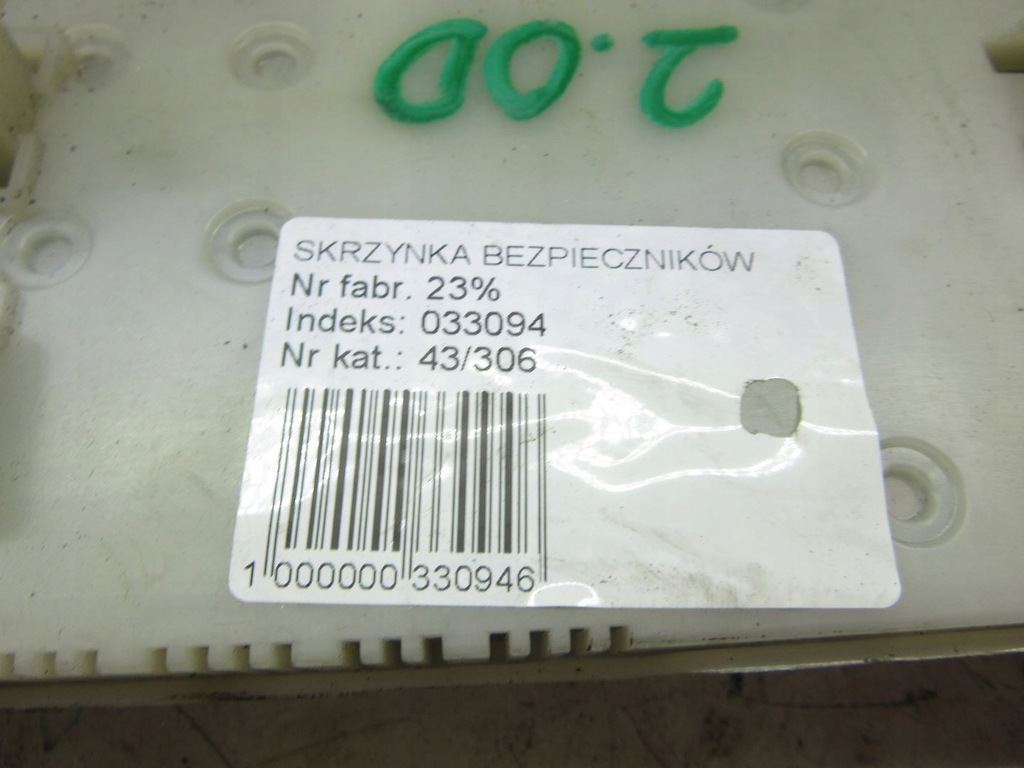 2.0D
SKRZYNKA BEZPIECZNIKÓW
Nr fabr. 23%
Indeks: 033094
Nr kat.: 43/306
1 000000 330946